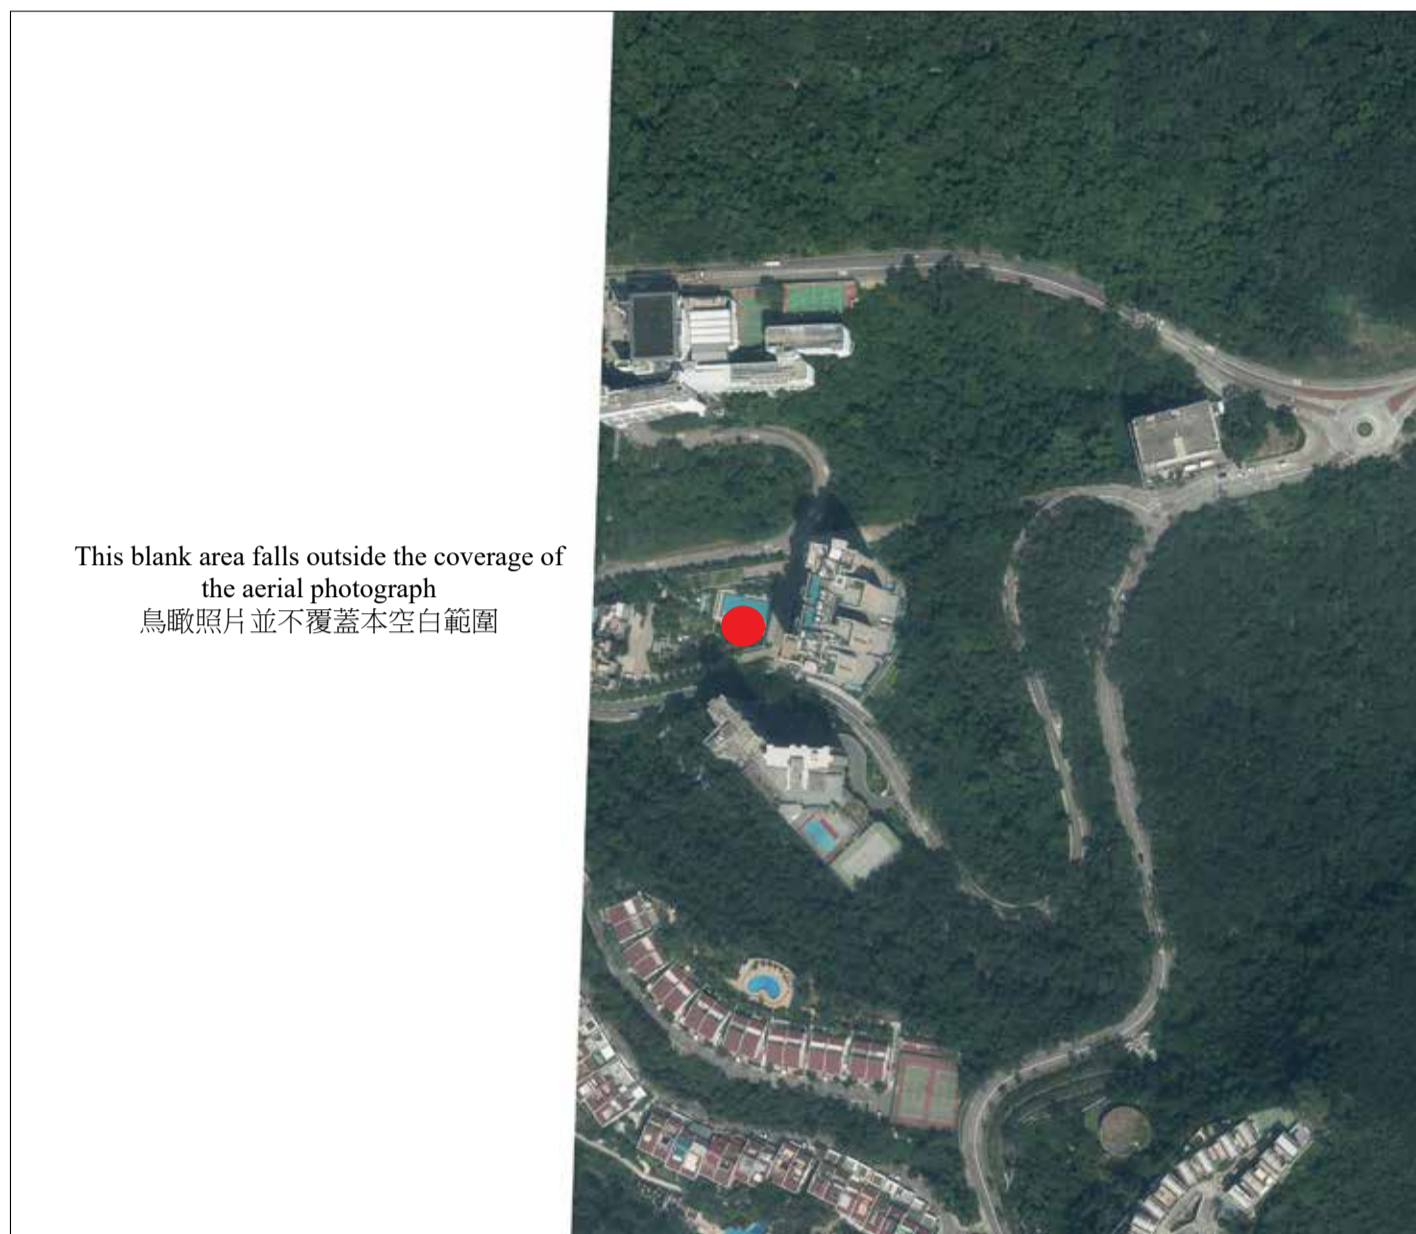 This blank area falls outside the coverage of
the aerial photograph
鳥瞰照片並不覆蓋本空白範圍